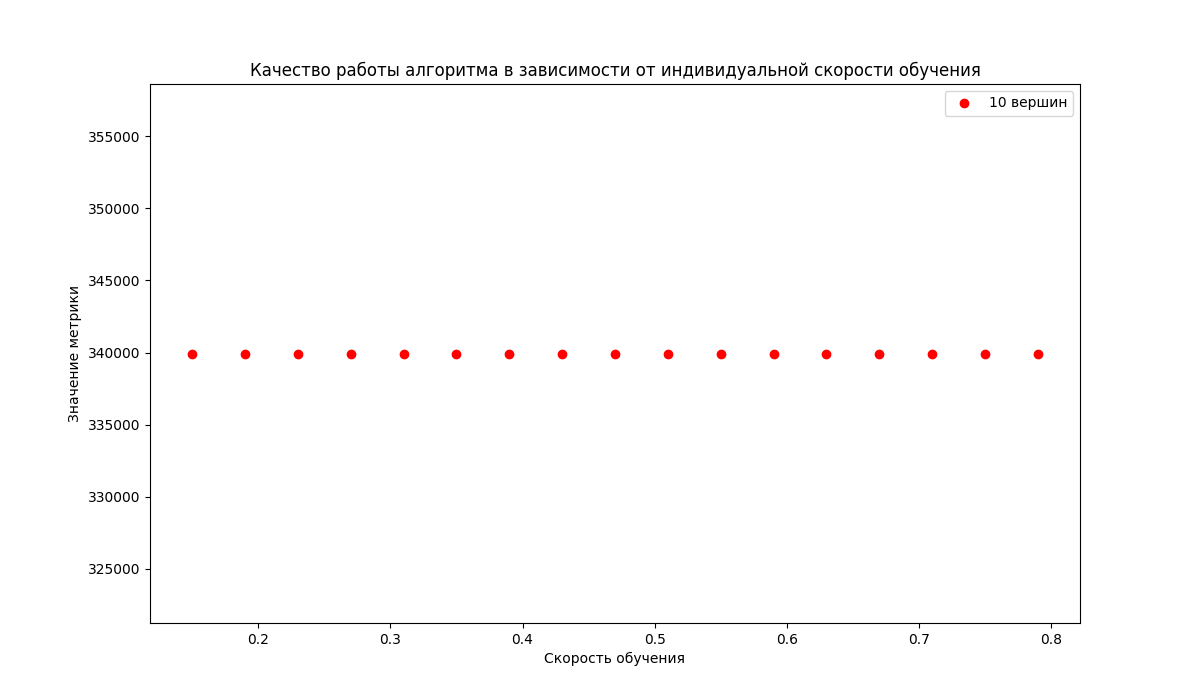 Качество работы алгоритма в зависимости от индивидуальной скорости обучения
10 вершин
355000
350000
345000
340000
335000
330000
325000
Значение метрики
0.2 0.3 0.4 0.5 0.6 0.7 0.8
Скорость обучения